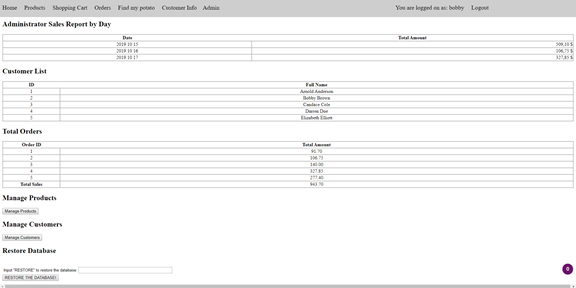 Home Products Shopping Cart Orders Find my potato Customer Info Admin You are logged on as: bobby Logout
Administrator Sales Report by Day
Date Total Amount
2019 10 15 509,10 $
2019 10 16 106,75 $
2019 10 17 327,85 $
Customer List
ID Full Name
1 Arnold Anderson
2 Bobby Brown
3 Candace Cole
4 Darren Doe
5 Elizabeth Elliott
Total Orders
Order ID Total Amount
1 91.70
2 106.75
3 140.00
4 327.85
5 277.40
Total Sales 943.70
Manage Products
Manage Products
Manage Customers
Manage Customers
Restore Database
Input "RESTORE" to restore the database:
RESTORE THE DATABASE!
0